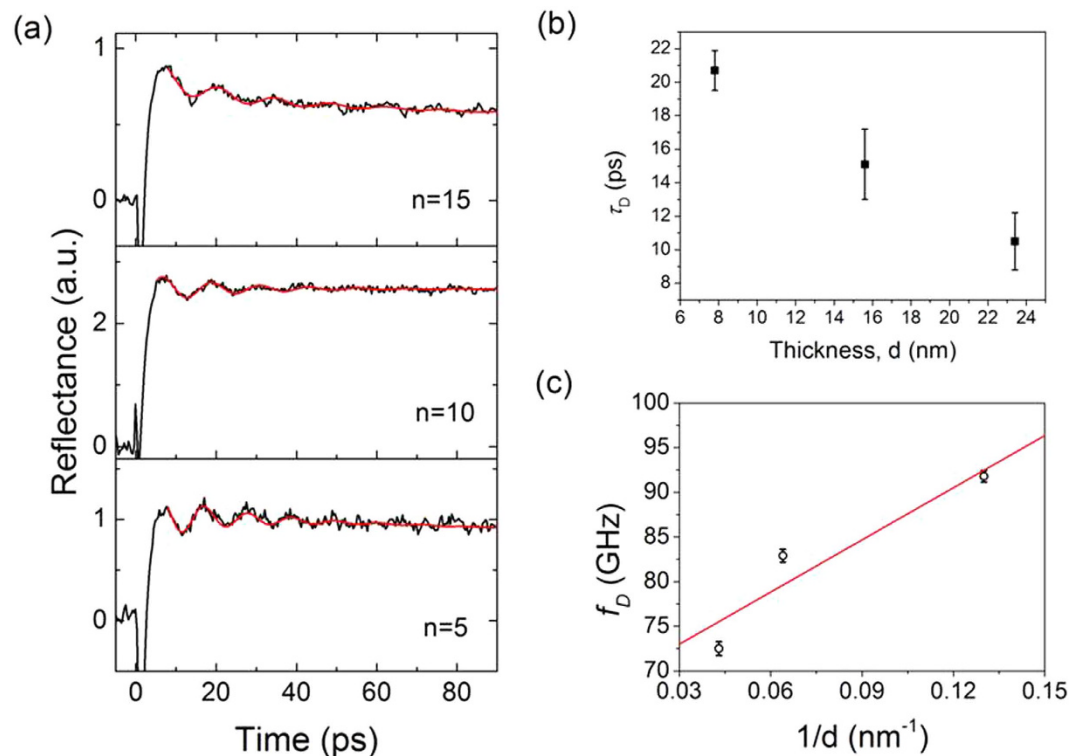 (a)
Reflectance (a.u.)
1
0
n=15
2
0
n=10
1
0
n=5
0 20 40 60 80
Time (ps)
(b)
τD (ps)
22
20
18
16
14
12
10
8
6 8 10 12 14 16 18 20 22 24
Thickness, d (nm)
(c)
fD (GHz)
100
95
90
85
80
75
70
0.03 0.06 0.09 0.12 0.15
1/d (nm⁻¹)